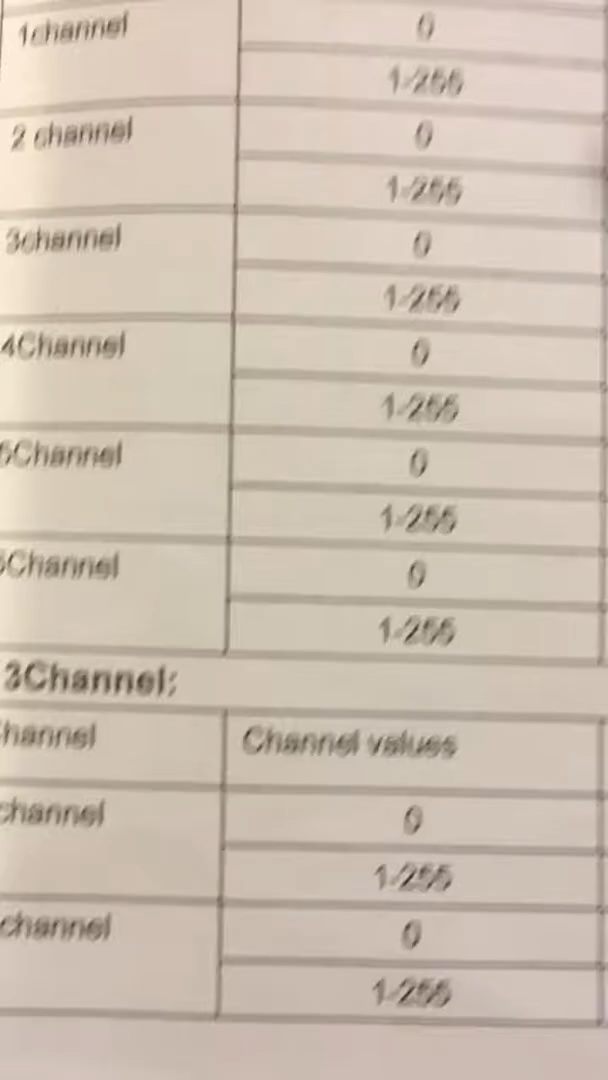 1channel 0
1-255
2 channel 0
1-255
3channel 0
1-255
4Channel 0
1-255
5Channel 0
1-255
Channel 0
1-255
3Channel:
hannel Channel values
channel 0
1-255
channel 0
1-255